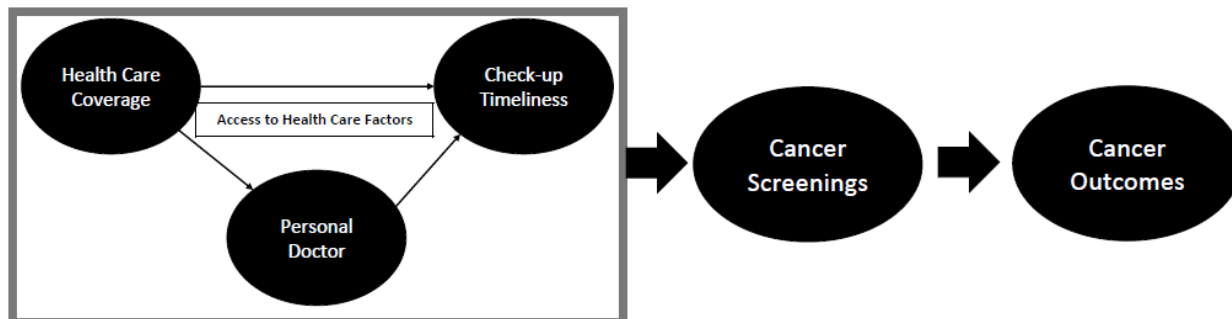 Health Care
Coverage
Check-up
Timeliness
Access to Health Care Factors
Personal
Doctor
Cancer
Screenings
Cancer
Outcomes